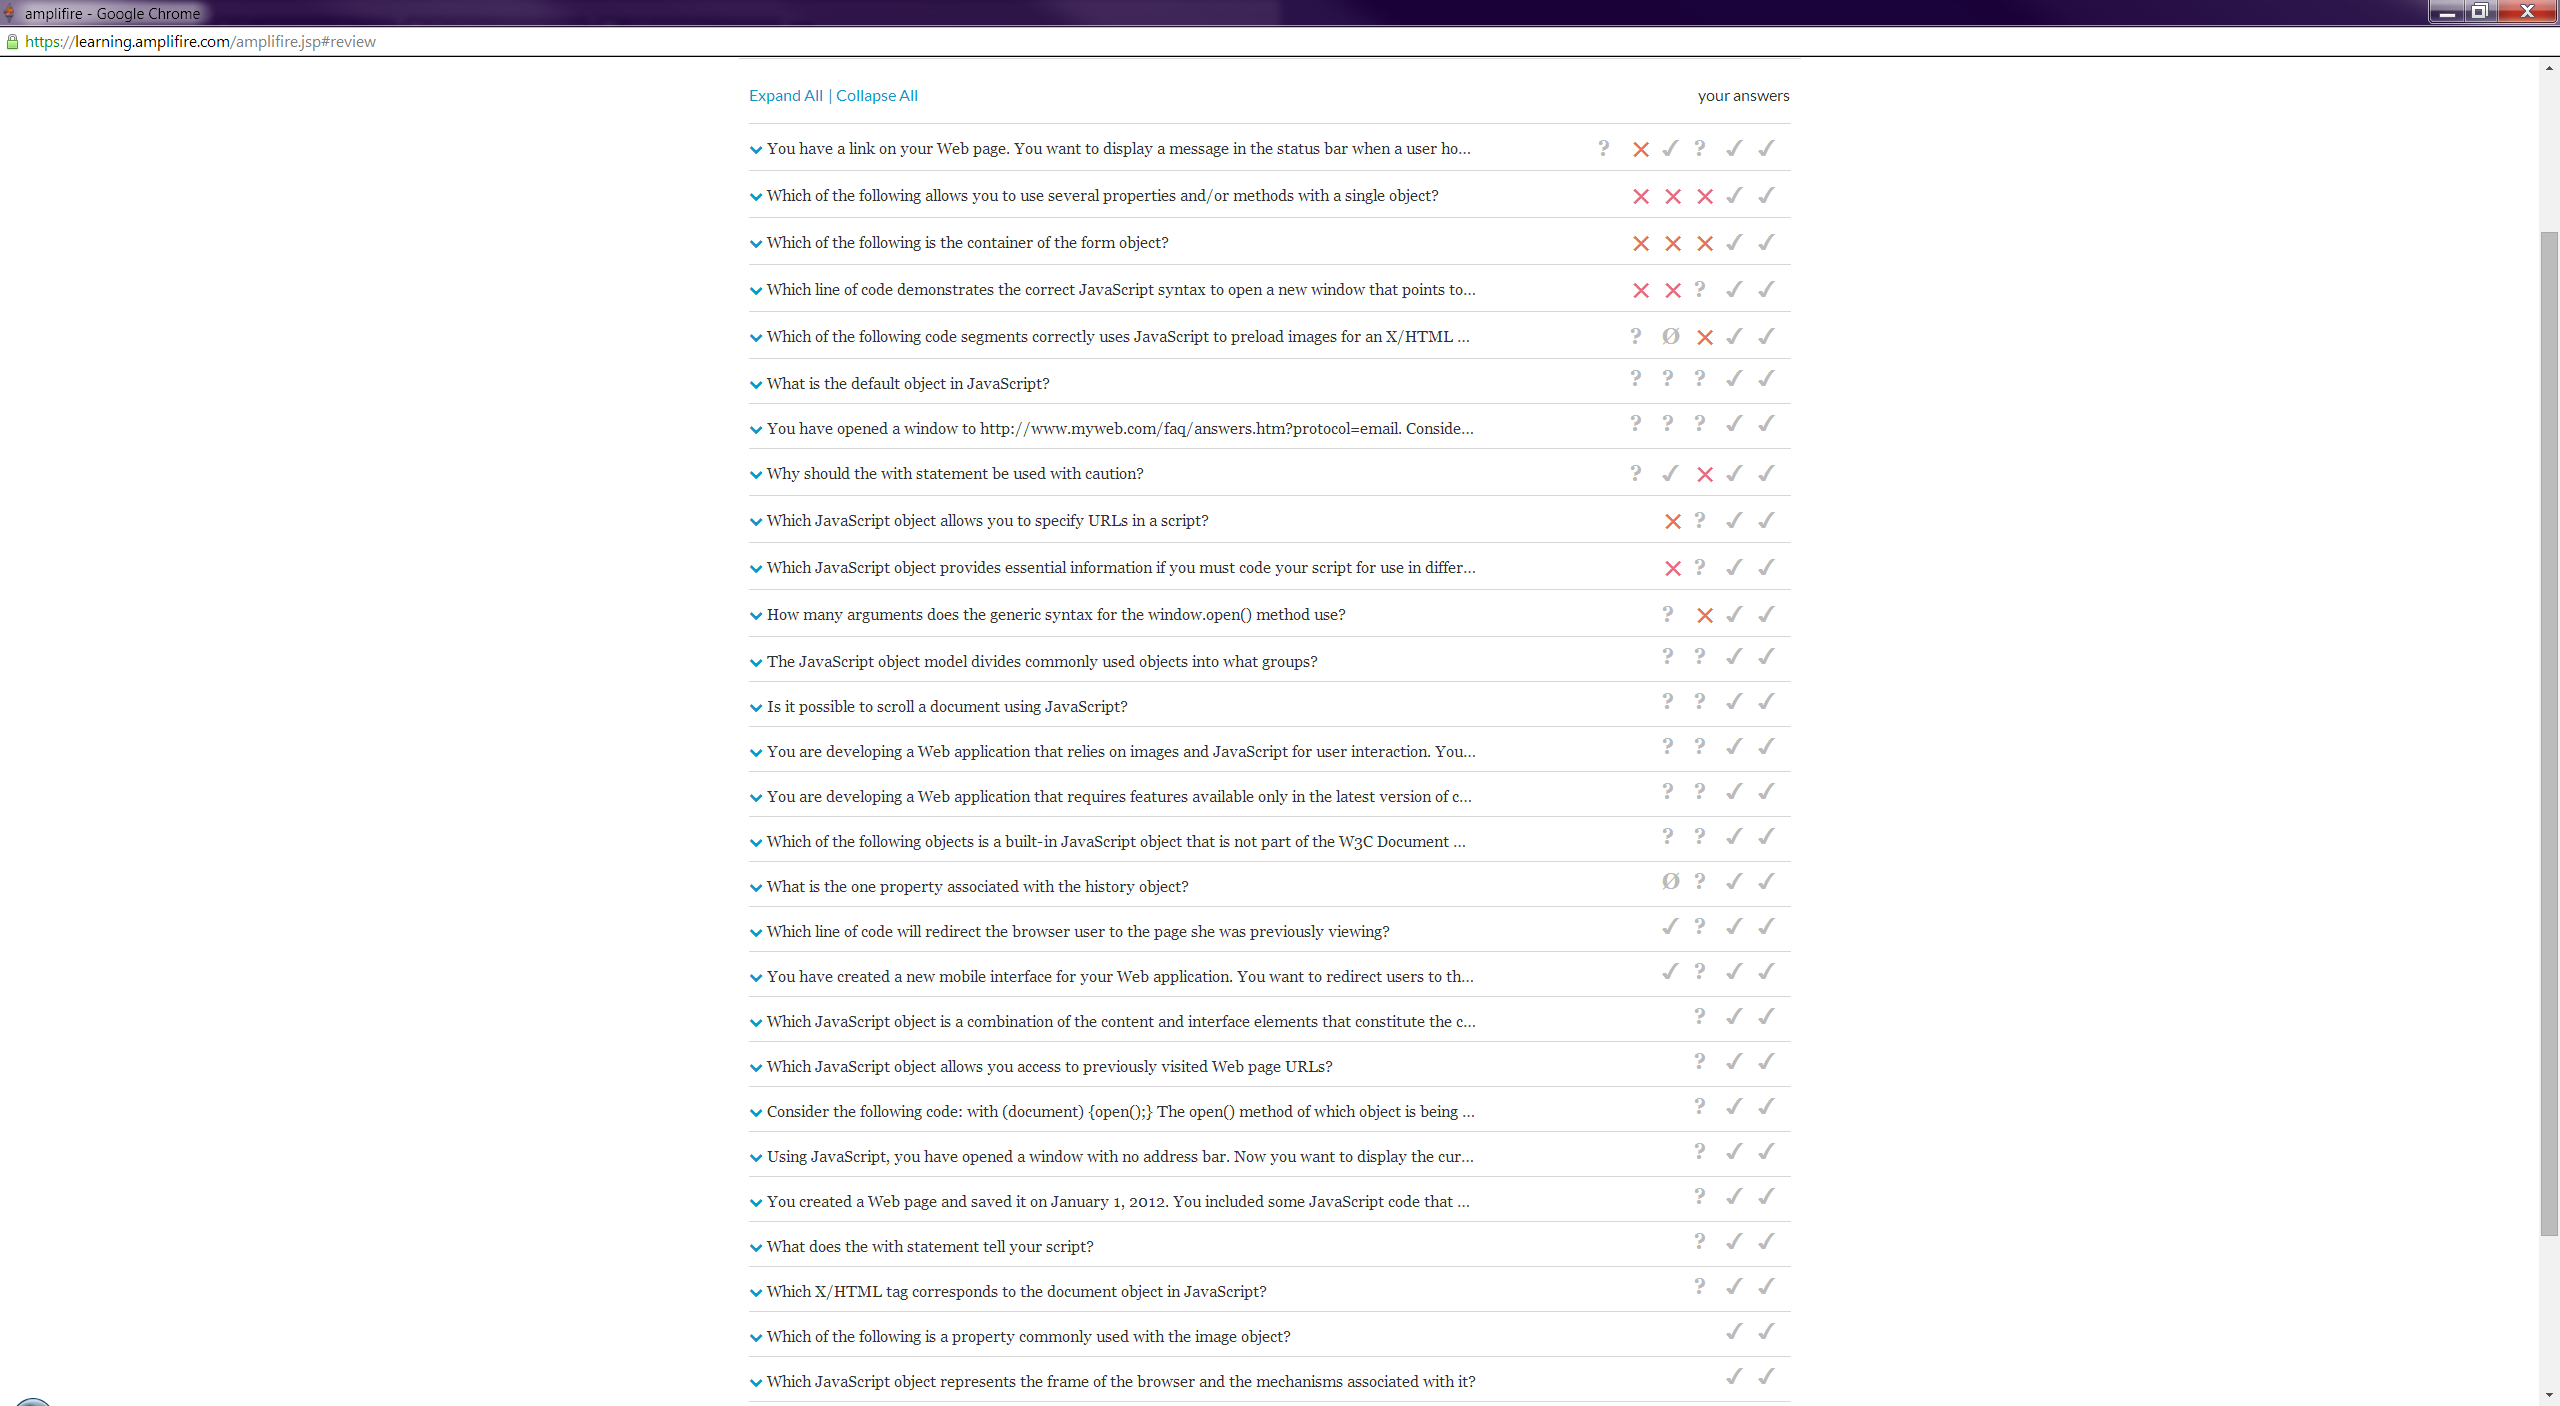 amplifire - Google Chrome
https://learning.amplifire.com/amplifire.jsp#review
Expand All | Collapse All your answers
You have a link on your Web page. You want to display a message in the status bar when a user ho... ? ✕ ✓ ? ✓ ✓
Which of the following allows you to use several properties and/or methods with a single object? ✕ ✕ ✕ ✓ ✓
Which of the following is the container of the form object? ✕ ✕ ✕ ✓ ✓
Which line of code demonstrates the correct JavaScript syntax to open a new window that points to... ✕ ✕ ? ✓ ✓
Which of the following code segments correctly uses JavaScript to preload images for an X/HTML ... ? Ø ✕ ✓ ✓
What is the default object in JavaScript? ? ? ? ✓ ✓
You have opened a window to http://www.myweb.com/faq/answers.htm?protocol=email. Conside... ? ? ? ✓ ✓
Why should the with statement be used with caution? ? ✓ ✕ ✓ ✓
Which JavaScript object allows you to specify URLs in a script? ✕ ? ✓ ✓
Which JavaScript object provides essential information if you must code your script for use in differ... ✕ ? ✓ ✓
How many arguments does the generic syntax for the window.open() method use? ? ✕ ✓ ✓
The JavaScript object model divides commonly used objects into what groups? ? ? ✓ ✓
Is it possible to scroll a document using JavaScript? ? ? ✓ ✓
You are developing a Web application that relies on images and JavaScript for user interaction. You... ? ? ✓ ✓
You are developing a Web application that requires features available only in the latest version of c... ? ? ✓ ✓
Which of the following objects is a built-in JavaScript object that is not part of the W3C Document ... ? ? ✓ ✓
What is the one property associated with the history object? Ø ? ✓ ✓
Which line of code will redirect the browser user to the page she was previously viewing? ✓ ? ✓ ✓
You have created a new mobile interface for your Web application. You want to redirect users to th... ✓ ? ✓ ✓
Which JavaScript object is a combination of the content and interface elements that constitute the c... ? ✓ ✓
Which JavaScript object allows you access to previously visited Web page URLs? ? ✓ ✓
Consider the following code: with (document) {open();} The open() method of which object is being ... ? ✓ ✓
Using JavaScript, you have opened a window with no address bar. Now you want to display the cur... ? ✓ ✓
You created a Web page and saved it on January 1, 2012. You included some JavaScript code that ... ? ✓ ✓
What does the with statement tell your script? ? ✓ ✓
Which X/HTML tag corresponds to the document object in JavaScript? ? ✓ ✓
Which of the following is a property commonly used with the image object? ✓ ✓
Which JavaScript object represents the frame of the browser and the mechanisms associated with it? ✓ ✓